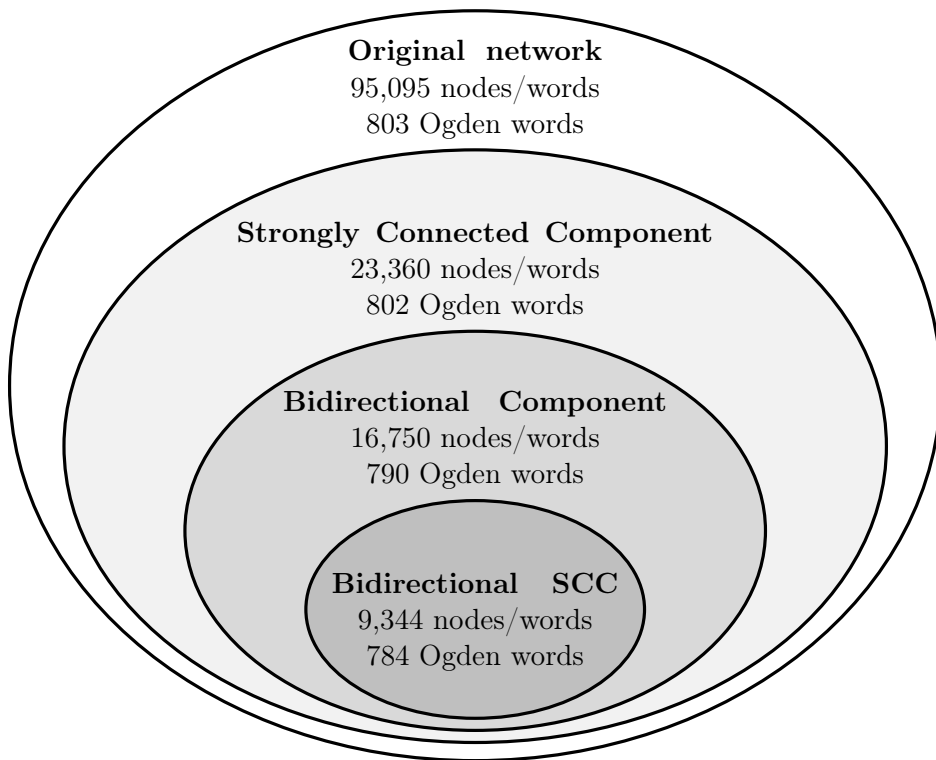 Original network
95,095 nodes/words
803 Ogden words
Strongly Connected Component
23,360 nodes/words
802 Ogden words
Bidirectional Component
16,750 nodes/words
790 Ogden words
Bidirectional SCC
9,344 nodes/words
784 Ogden words